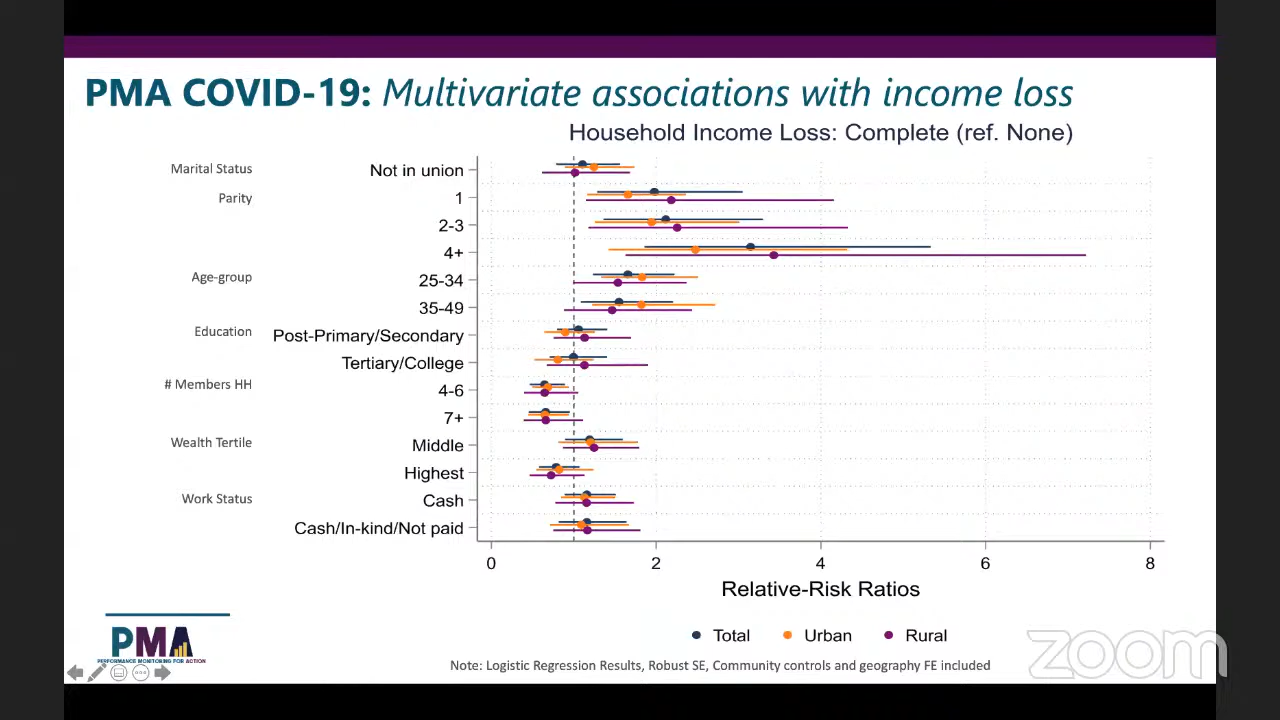 PMA COVID-19: Multivariate associations with income loss
Household Income Loss: Complete (ref. None)
Marital Status
Not in union
Parity
1
2-3
4+
Age-group
25-34
35-49
Education
Post-Primary/Secondary
Tertiary/College
# Members HH
4-6
7+
Wealth Tertile
Middle
Highest
Work Status
Cash
Cash/In-kind/Not paid
0 2 4 6 8
Relative-Risk Ratios
Total Urban Rural
PMA
PERFORMANCE MONITORING FOR ACTION
Note: Logistic Regression Results, Robust SE, Community controls and geography FE included
zoom